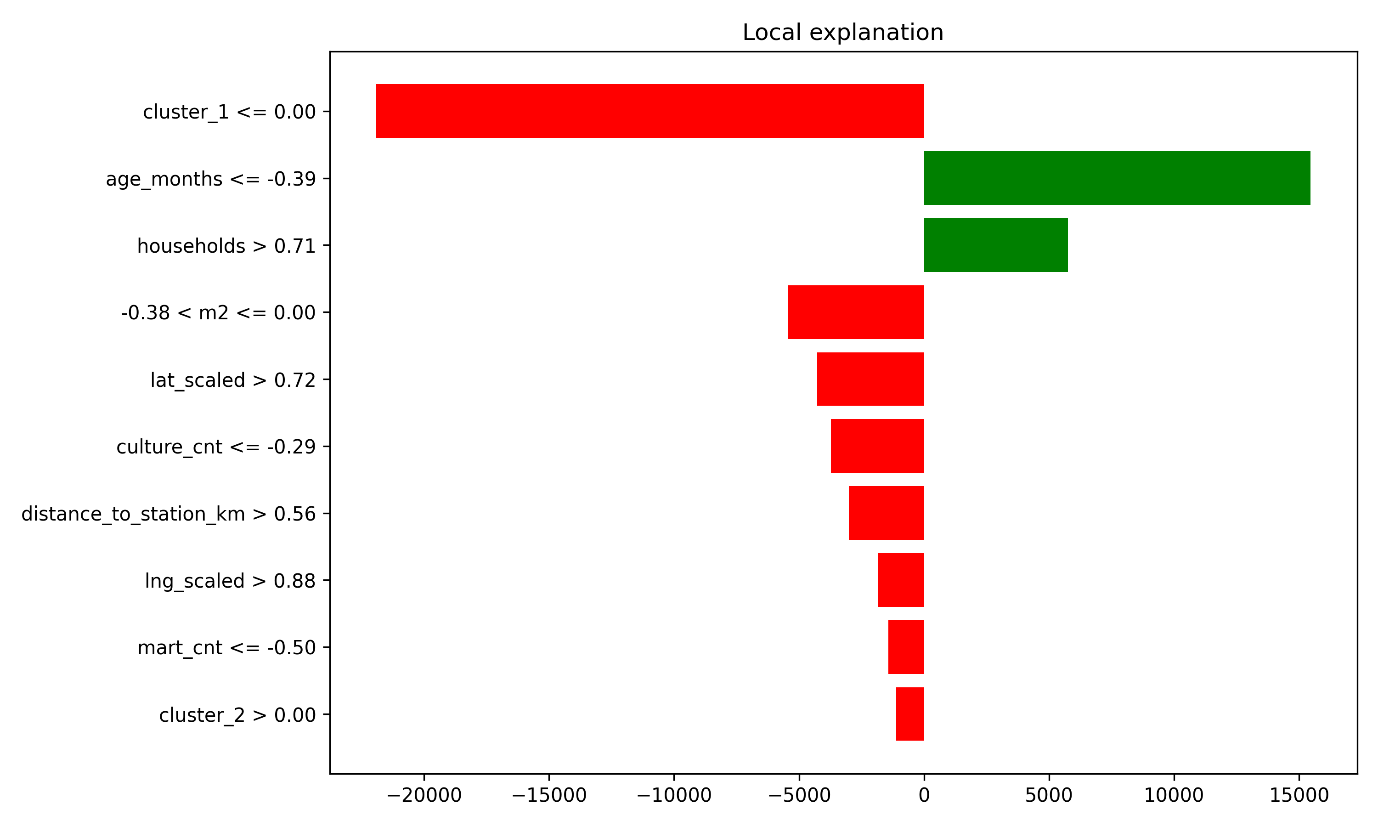 Local explanation
cluster_1 <= 0.00
age_months <= -0.39
households > 0.71
-0.38 < m2 <= 0.00
lat_scaled > 0.72
culture_cnt <= -0.29
distance_to_station_km > 0.56
lng_scaled > 0.88
mart_cnt <= -0.50
cluster_2 > 0.00
−20000 −15000 −10000 −5000 0 5000 10000 15000